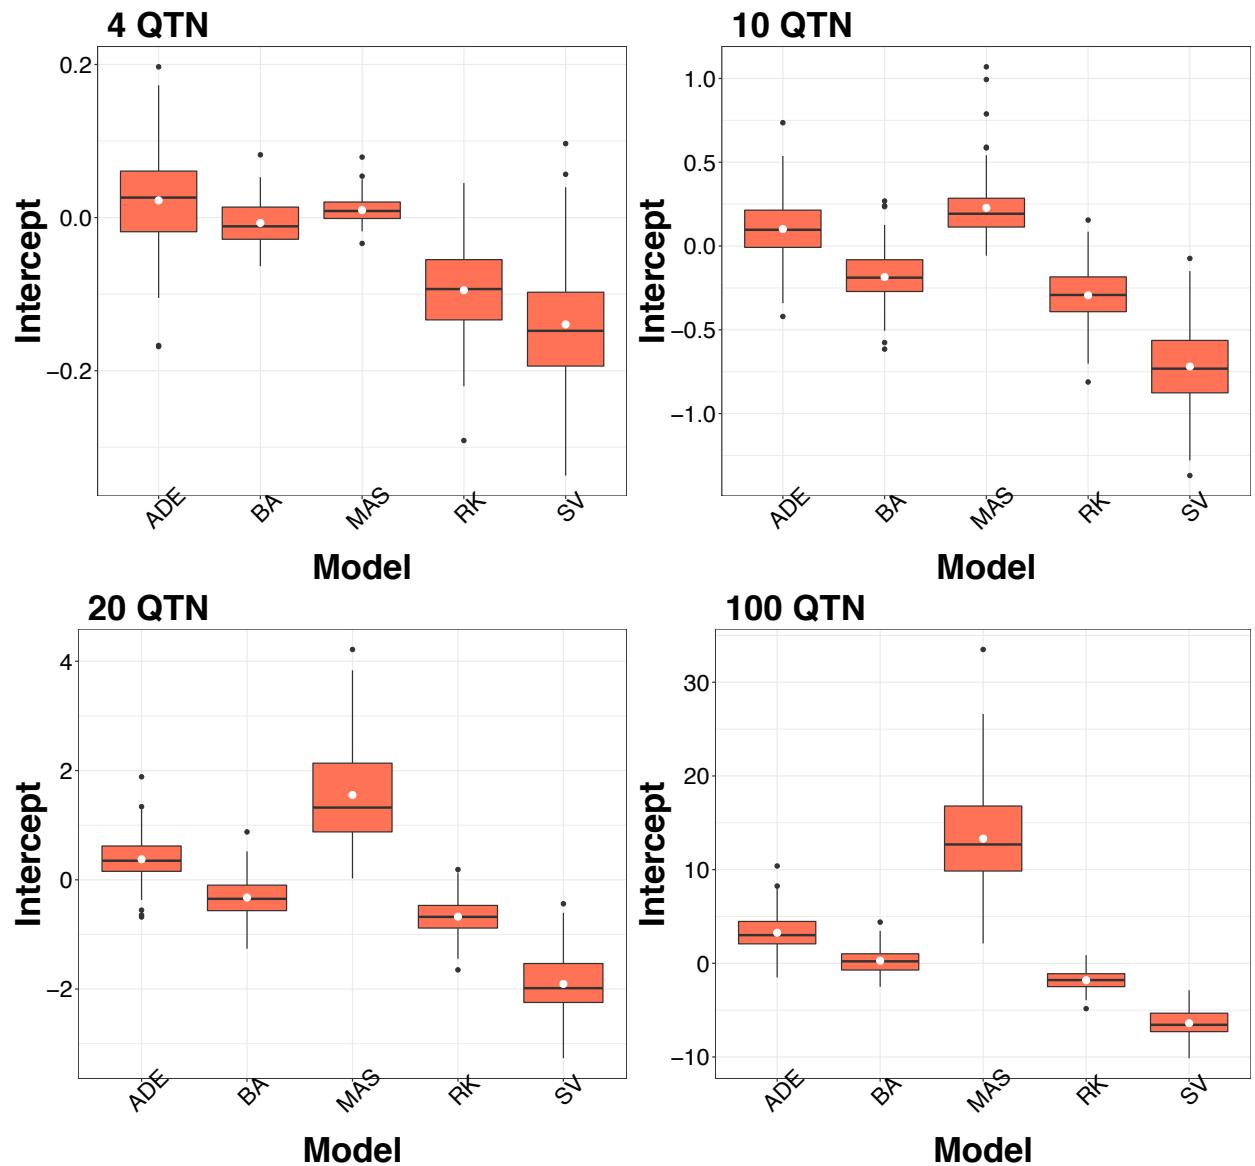 4 QTN
0.2
0.0
−0.2
Intercept
ADE BA MAS RK SV
Model
10 QTN
1.0
0.5
0.0
−0.5
−1.0
Intercept
ADE BA MAS RK SV
Model
20 QTN
4
2
0
−2
Intercept
ADE BA MAS RK SV
Model
100 QTN
30
20
10
0
−10
Intercept
ADE BA MAS RK SV
Model